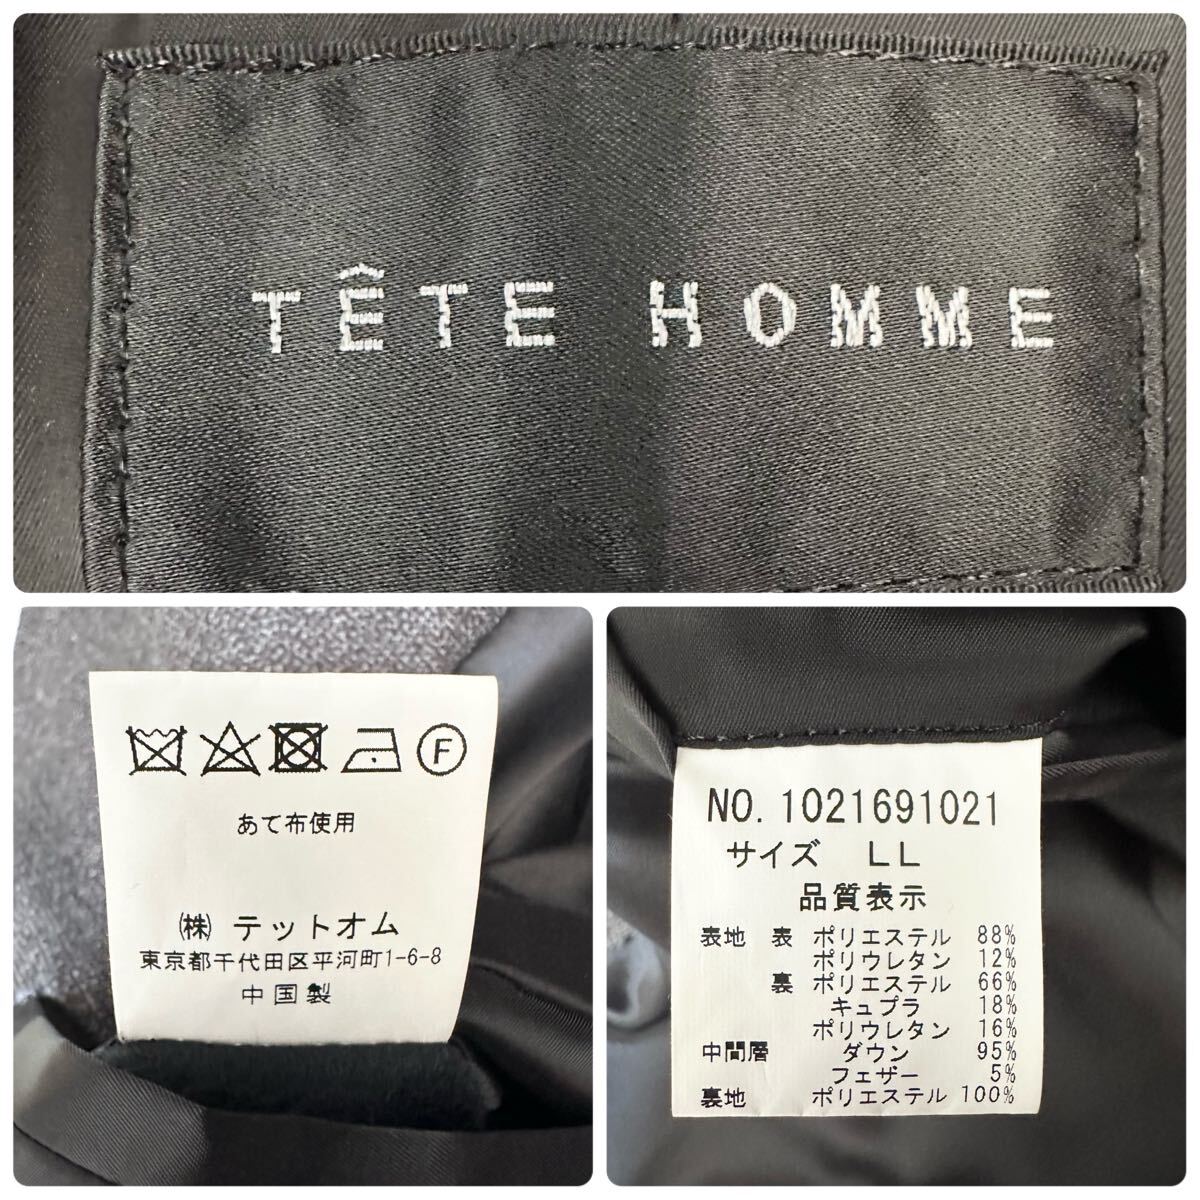 TÊTE HOMME
F
あて布使用
㈱ テットオム
東京都千代田区平河町1-6-8
中国製
NO. 1021691021
サイズ LL
品質表示
表地 表 ポリエステル 88%
ポリウレタン 12%
裏 ポリエステル 66%
キュプラ 18%
ポリウレタン 16%
中間層 ダウン 95%
フェザー 5%
裏地 ポリエステル 100%